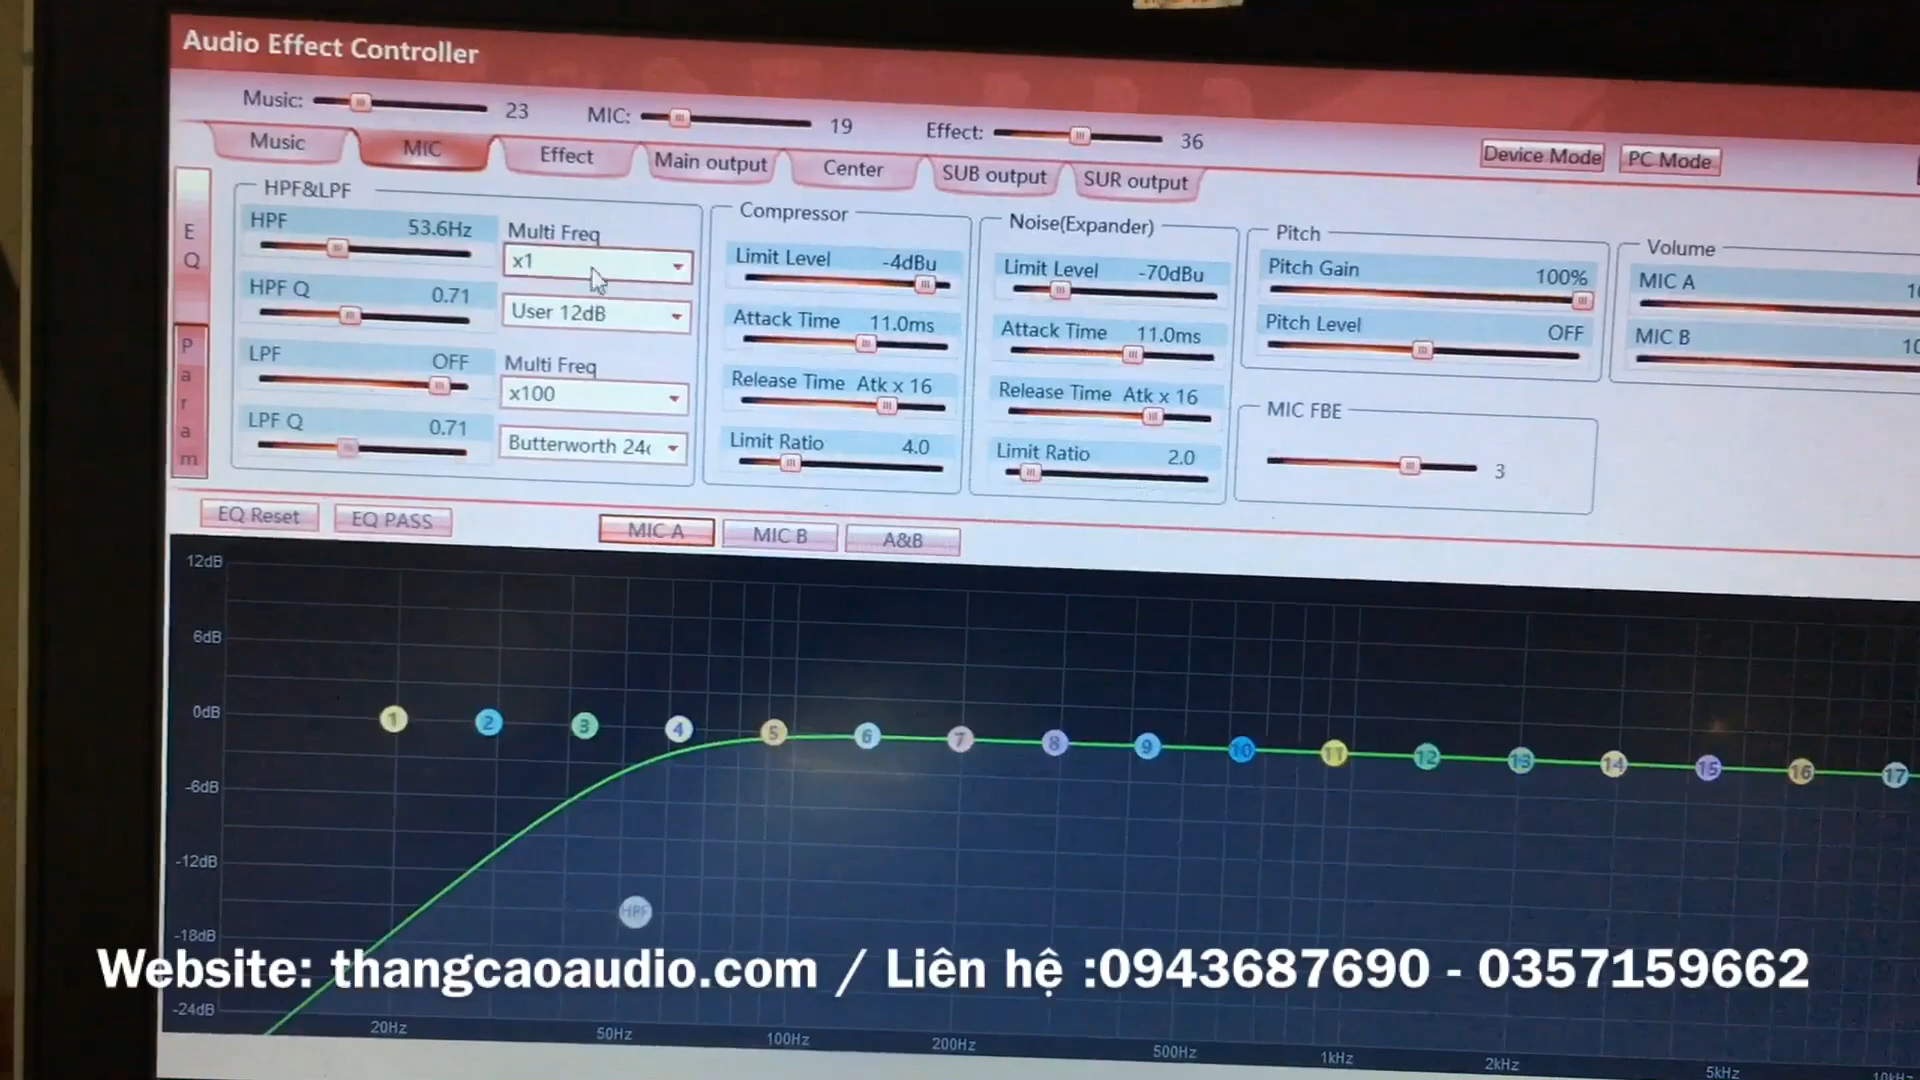 Audio Effect Controller
Music: 23 MIC: 19 Effect: 36
Device Mode PC Mode
Music MIC Effect Main output Center SUB output SUR output
EQ
Param
HPF&LPF
HPF 53.6Hz
HPF Q 0.71
LPF OFF
LPF Q 0.71
Multi Freq
x1
User 12dB
Multi Freq
x100
Butterworth 24
Compressor
Limit Level -4dBu
Attack Time 11.0ms
Release Time Atk x 16
Limit Ratio 4.0
Noise(Expander)
Limit Level -70dBu
Attack Time 11.0ms
Release Time Atk x 16
Limit Ratio 2.0
Pitch
Pitch Gain 100%
Pitch Level OFF
MIC FBE
3
Volume
MIC A
MIC B
EQ Reset EQ PASS MIC A MIC B A&B
12dB
6dB
0dB
-6dB
-12dB
-18dB
-24dB
1 2 3 4 5 6 7 8 9 10 11 12 13 14 15 16 17
HPF
Website: thangcaoaudio.com / Liên hệ :0943687690 - 0357159662
20Hz 50Hz 100Hz 200Hz 500Hz 1kHz 2kHz 5kHz 10kHz